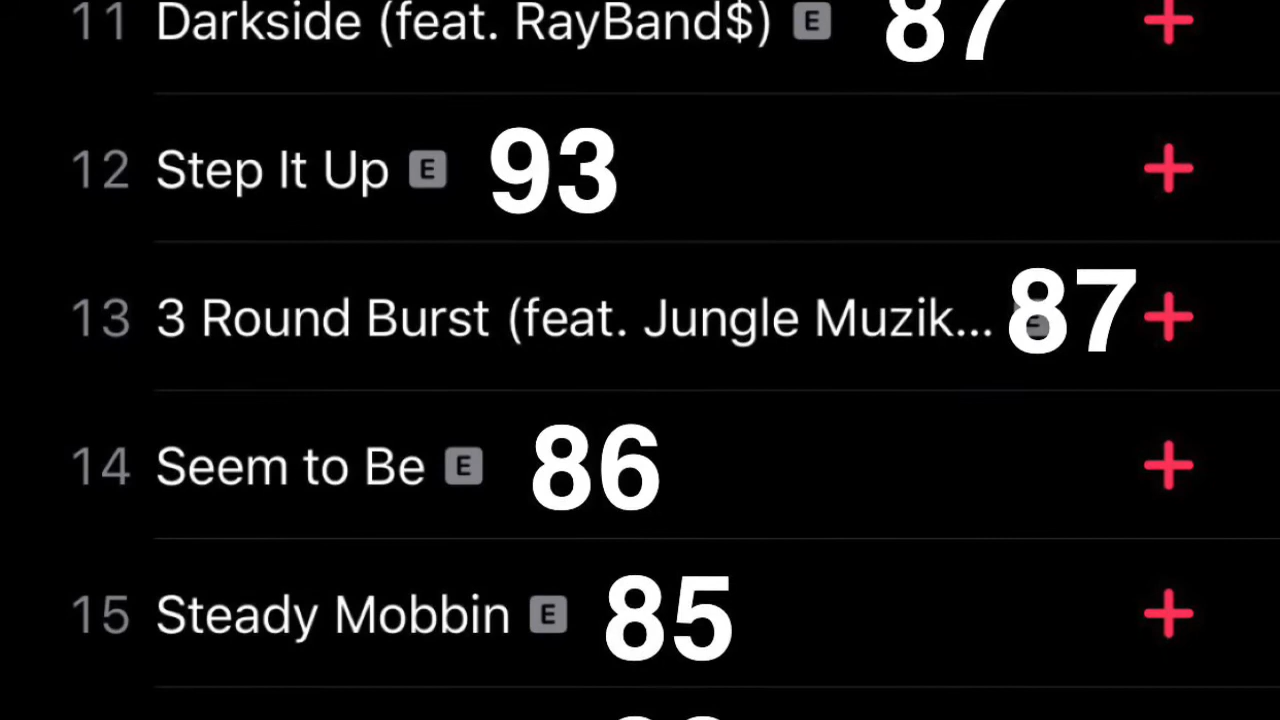 11 Darkside (feat. RayBand$) E 87
12 Step It Up E 93
13 3 Round Burst (feat. Jungle Muzik... E 87
14 Seem to Be E 86
15 Steady Mobbin E 85